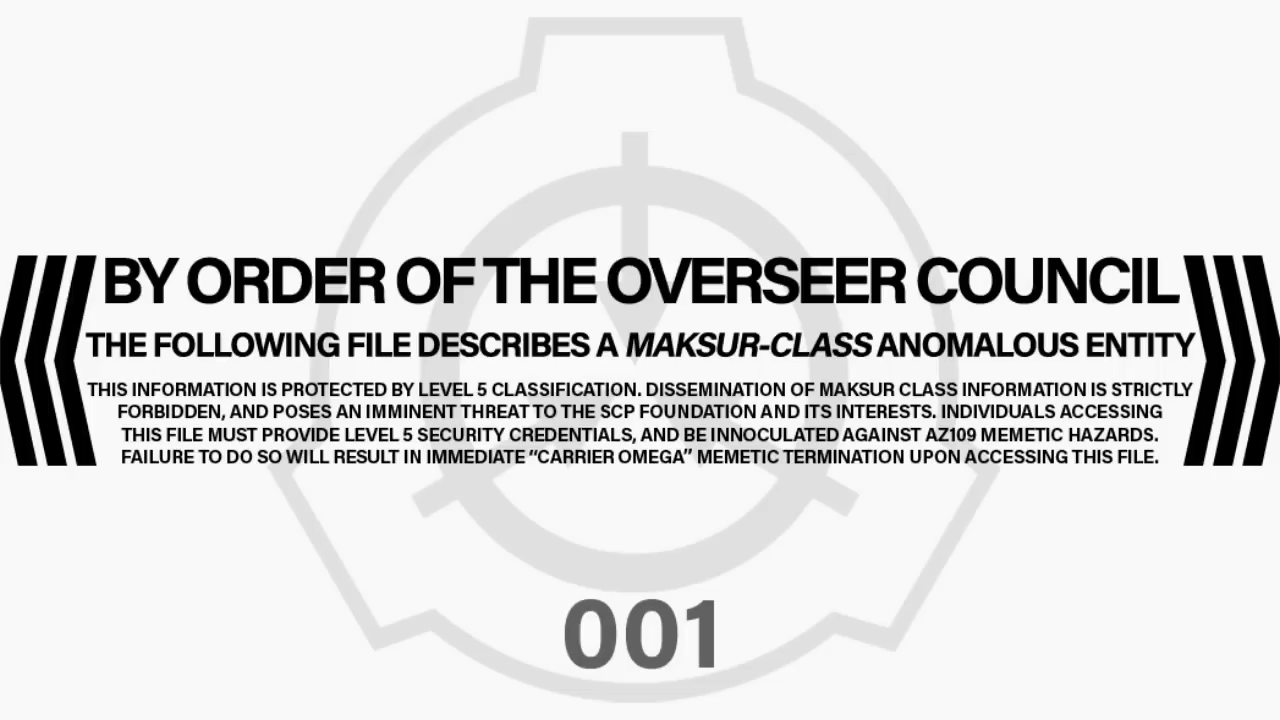 BY ORDER OF THE OVERSEER COUNCIL
THE FOLLOWING FILE DESCRIBES A MAKSUR-CLASS ANOMALOUS ENTITY
THIS INFORMATION IS PROTECTED BY LEVEL 5 CLASSIFICATION. DISSEMINATION OF MAKSUR CLASS INFORMATION IS STRICTLY
FORBIDDEN, AND POSES AN IMMINENT THREAT TO THE SCP FOUNDATION AND ITS INTERESTS. INDIVIDUALS ACCESSING
THIS FILE MUST PROVIDE LEVEL 5 SECURITY CREDENTIALS, AND BE INNOCULATED AGAINST AZ109 MEMETIC HAZARDS.
FAILURE TO DO SO WILL RESULT IN IMMEDIATE “CARRIER OMEGA” MEMETIC TERMINATION UPON ACCESSING THIS FILE.
001